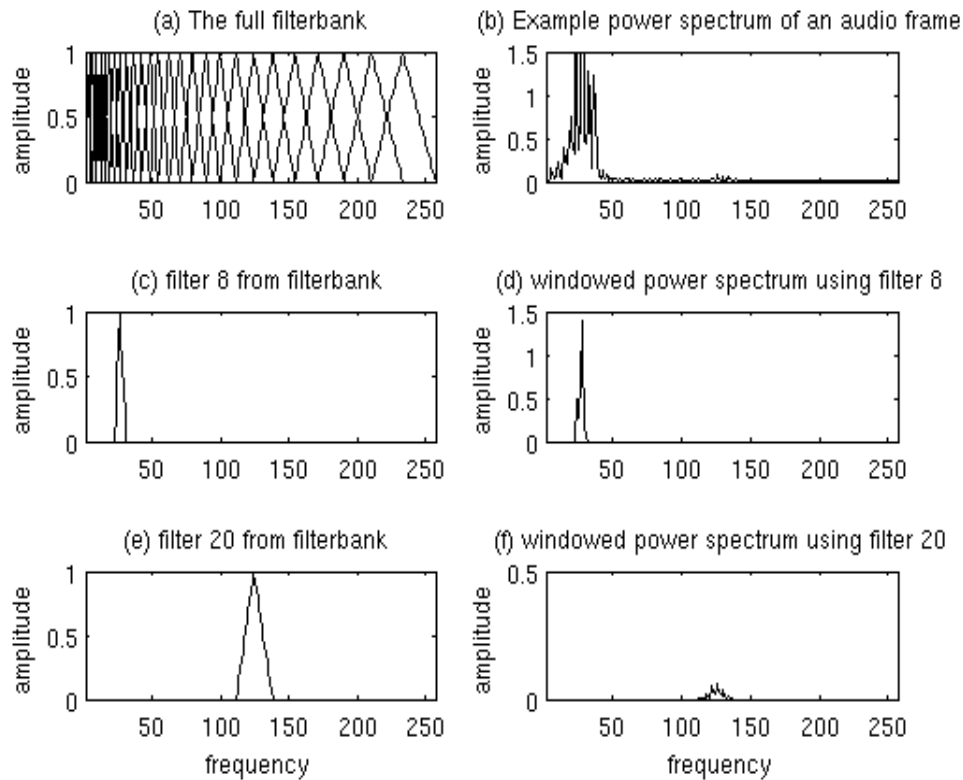 (a) The full filterbank
amplitude
1
0.5
0
50 100 150 200 250
(b) Example power spectrum of an audio frame
amplitude
1.5
1
0.5
0
50 100 150 200 250
(c) filter 8 from filterbank
amplitude
1
0.5
0
50 100 150 200 250
(d) windowed power spectrum using filter 8
amplitude
1.5
1
0.5
0
50 100 150 200 250
(e) filter 20 from filterbank
amplitude
1
0.5
0
50 100 150 200 250
frequency
(f) windowed power spectrum using filter 20
amplitude
0.5
0
50 100 150 200 250
frequency